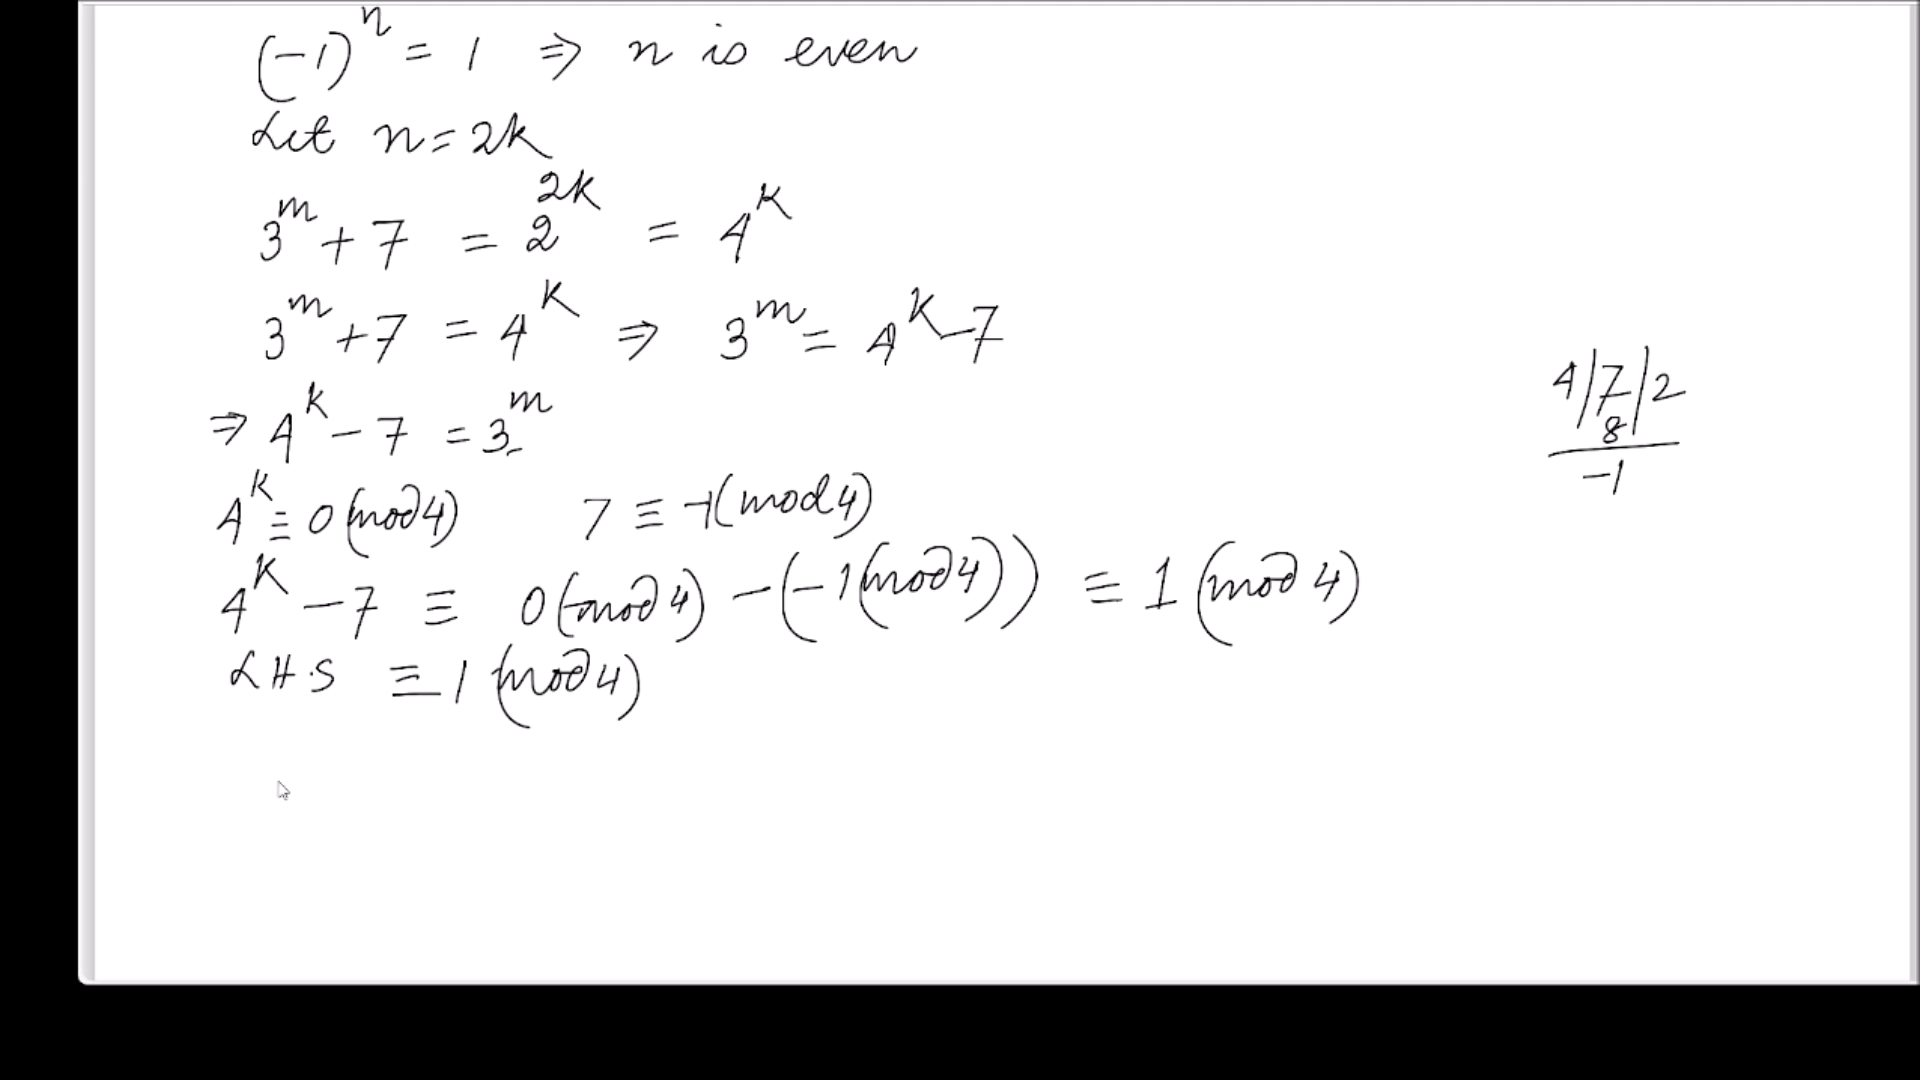 (-1)^n = 1 ⇒ n is even
Let n = 2k
3^m + 7 = 2^2k = 4^k
3^m + 7 = 4^k ⇒ 3^m = 4^k - 7
⇒ 4^k - 7 = 3^m
4/7/2
8
-1
4^k ≡ 0 (mod 4) 7 ≡ -1 (mod 4)
4^k - 7 ≡ 0 (mod 4) - (-1 (mod 4)) ≡ 1 (mod 4)
L H.S ≡ 1 (mod 4)